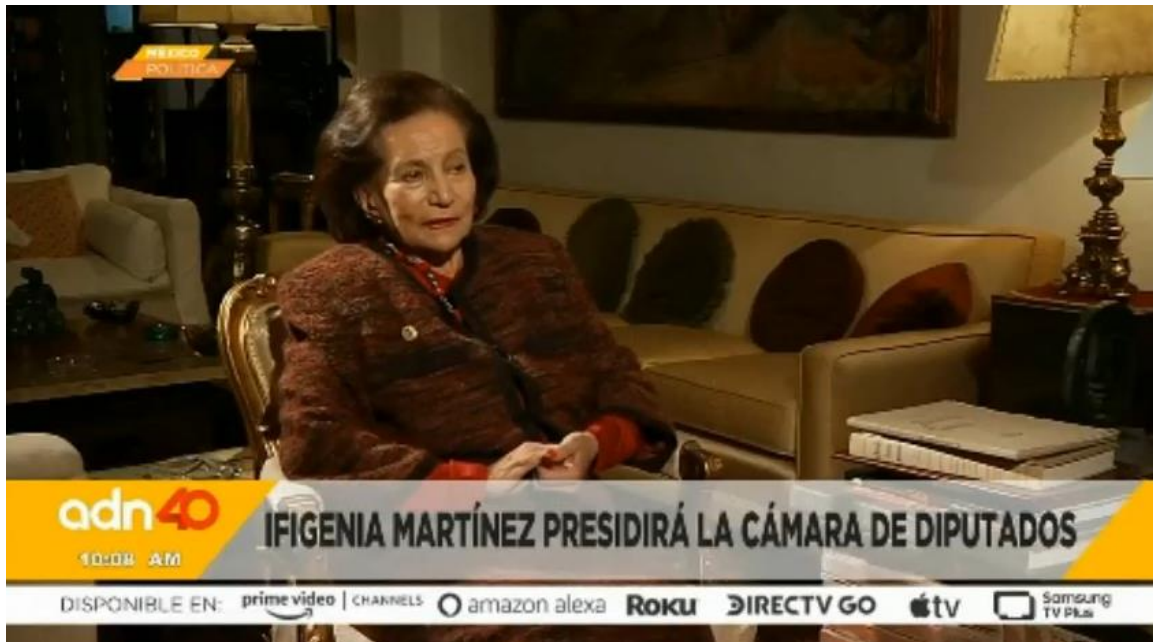 MÉXICO
POLÍTICA
adn40
10:08 AM
IFIGENIA MARTÍNEZ PRESIDIRÁ LA CÁMARA DE DIPUTADOS
DISPONIBLE EN: prime video | CHANNELS amazon alexa ROKU DIRECTV GO tv Samsung TV Plus